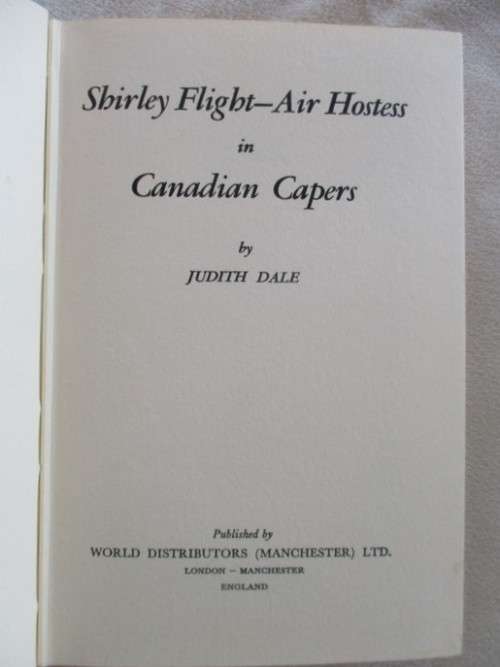 Shirley Flight—Air Hostess
in
Canadian Capers
by
JUDITH DALE
Published by
WORLD DISTRIBUTORS (MANCHESTER) LTD.
LONDON – MANCHESTER
ENGLAND